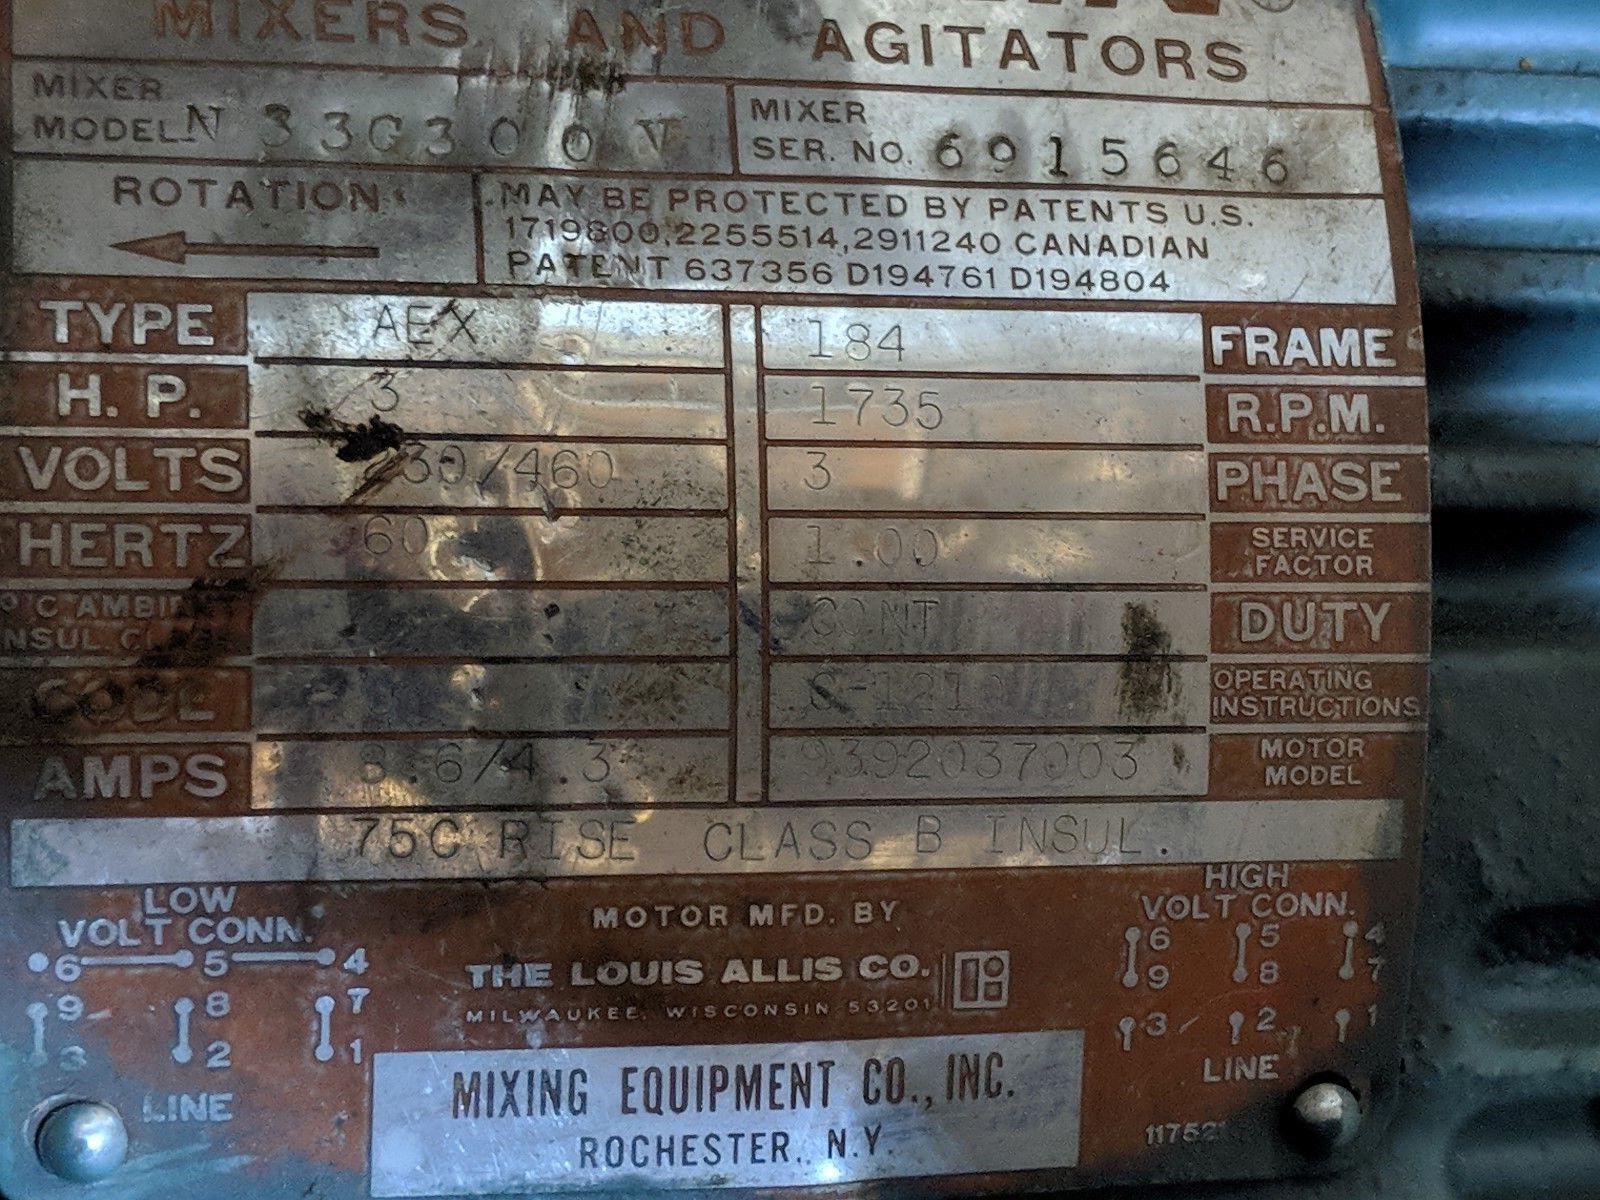 MIXERS AND AGITATORS
MIXER
MODEL N 33G300V
MIXER
SER. NO. 6915646
ROTATION
MAY BE PROTECTED BY PATENTS U.S.
1719800,2255514,2911240 CANADIAN
PATENT 637356 D194761 D194804
TYPE AEX 184 FRAME
H. P. 3 1735 R.P.M.
VOLTS 30/460 3 PHASE
HERTZ 60 1.00 SERVICE FACTOR
°C AMBIENT
INSUL CLASS
CONT DUTY
CODE
OPERATING
INSTRUCTIONS
AMPS 8.6/4.3 9392037003 MOTOR MODEL
75C RISE CLASS B INSUL.
LOW
VOLT CONN.
6 5 4
9 8 7
3 2 1
LINE
MOTOR MFD. BY
THE LOUIS ALLIS CO.
MILWAUKEE, WISCONSIN 53201
HIGH
VOLT CONN.
6 5 4
9 8 7
3 2 1
LINE
MIXING EQUIPMENT CO., INC.
ROCHESTER, N.Y.